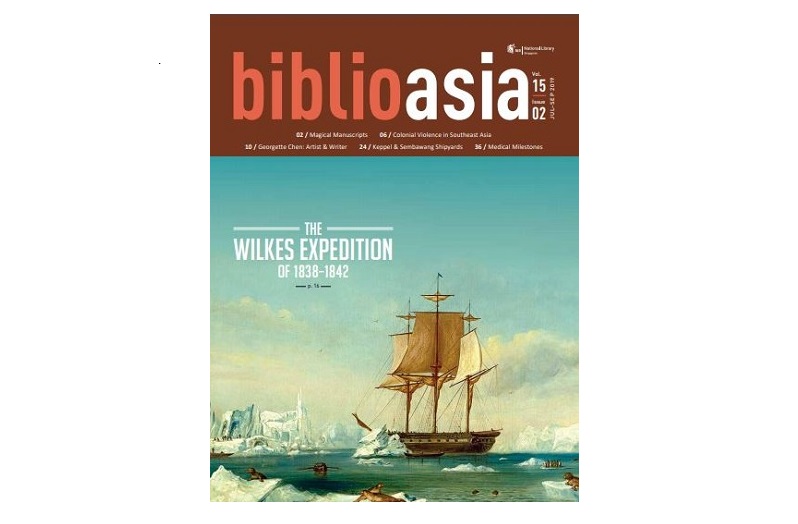 NLB National Library
Singapore
biblioasia
Vol.
15
Issue
02
JUL–SEP 2019
02 / Magical Manuscripts 06 / Colonial Violence in Southeast Asia
10 / Georgette Chen: Artist & Writer 24 / Keppel & Sembawang Shipyards 36 / Medical Milestones
THE
WILKES EXPEDITION
OF 1838–1842
p. 16